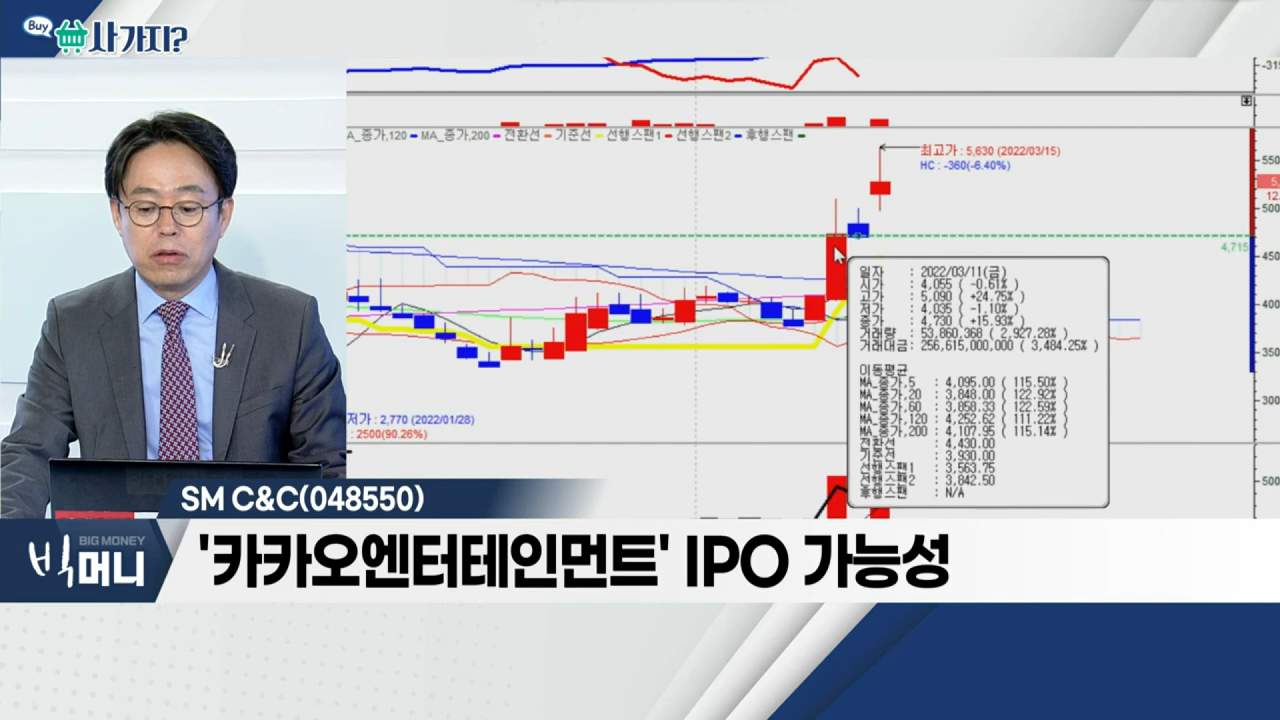 Buy
사가지?
-315
A_종가,120 MA_종가,200 전환선 기준선 선행스팬1 선행스팬2 후행스팬
최고가 : 5,630 (2022/03/15)
HC : -360(-6.40%)
550
500
4,715
450
400
300
500
일자 : 2022/03/11(금)
시가 : 4,055 ( -0.61% )
고가 : 5,090 ( +24.75% )
저가 : 4,035 ( -1.10% )
종가 : 4,730 ( +15.93% )
거래량 : 53,860,368 ( 2,927.28% )
거래대금: 256,615,000,000 ( 3,484.25% )
이동평균
MA_종가,5 : 4,095.00 ( 115.50% )
MA_종가,20 : 3,848.00 ( 122.92% )
MA_종가,60 : 3,858.33 ( 122.59% )
MA_종가,120 : 4,252.62 ( 111.22% )
MA_종가,200 : 4,107.95 ( 115.14% )
전환선 : 4,430.00
기준선 : 3,930.00
선행스팬1 : 3,563.75
선행스팬2 : 3,842.50
후행스팬 : N/A
저가 : 2,770 (2022/01/28)
: 2500(90.26%)
SM C&C(048550)
BIG MONEY
빅머니
'카카오엔터테인먼트' IPO 가능성